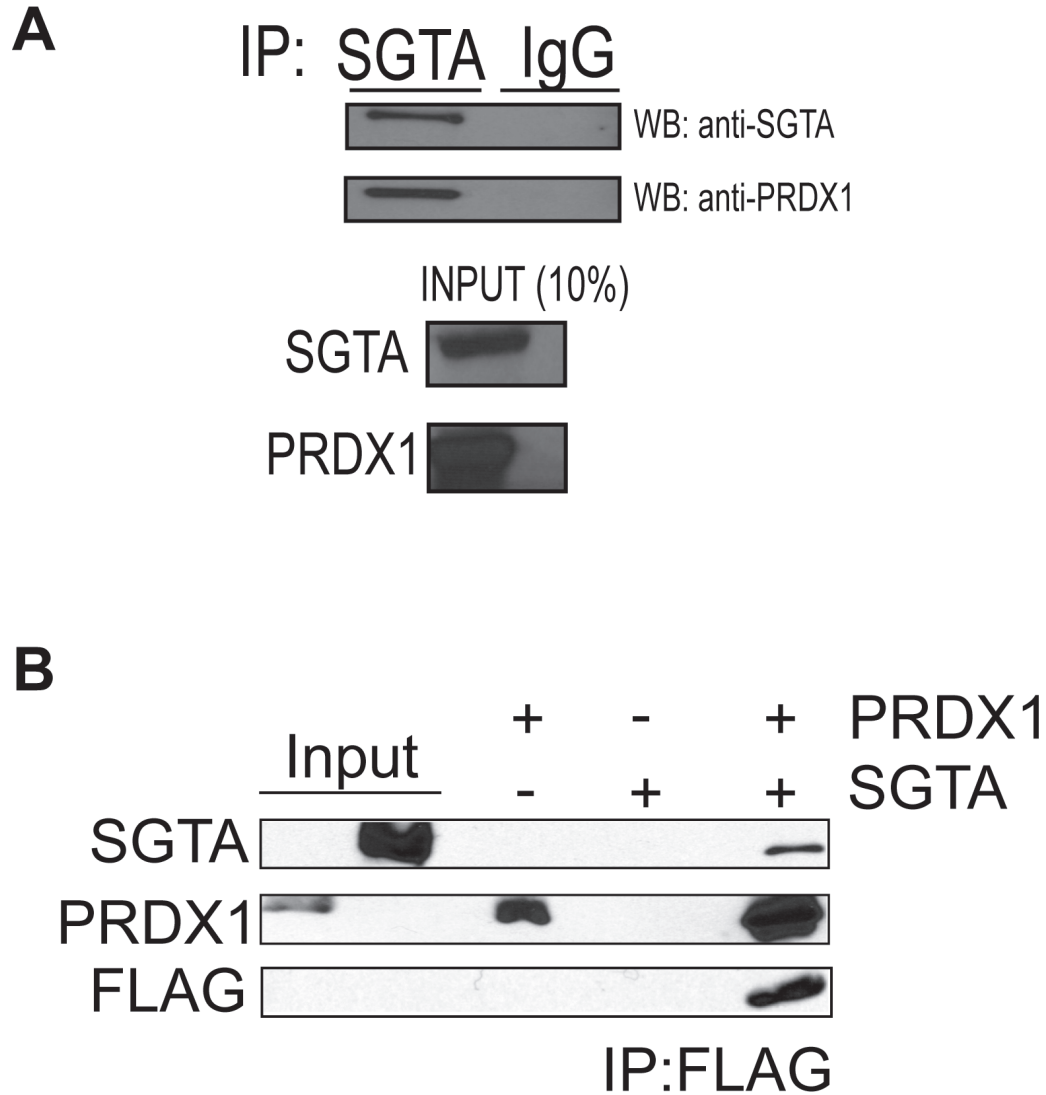 A
IP: SGTA IgG
WB: anti-SGTA
WB: anti-PRDX1
INPUT (10%)
SGTA
PRDX1
B
+ - + PRDX1
Input
- + + SGTA
SGTA
PRDX1
FLAG
IP:FLAG